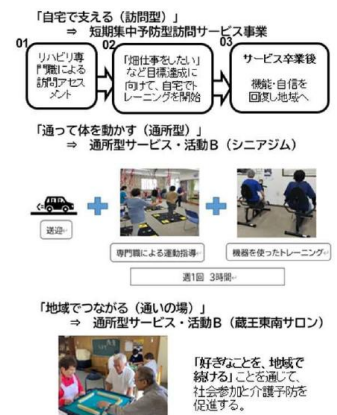 「自宅で支える（訪問型）」
⇒ 短期集中予防型訪問サービス事業
01
リハビリ専
門職による
訪問アセス
メント
02
「畑仕事をしたい」
など目標達成に
向けて、自宅でト
レーニングを開始
03
サービス卒業後
機能・自信を
回復し地域へ
「通って体を動かす（通所型）」
⇒ 通所型サービス・活動B（シニアジム）
送迎
専門職による運動指導
機器を使ったトレーニング
週1回 3時間
「地域でつながる（通いの場）」
⇒ 通所型サービス・活動B（蔵王東南サロン）
「好きなことを、地域で
続ける」ことを通じて、
社会参加と介護予防を
促進する。